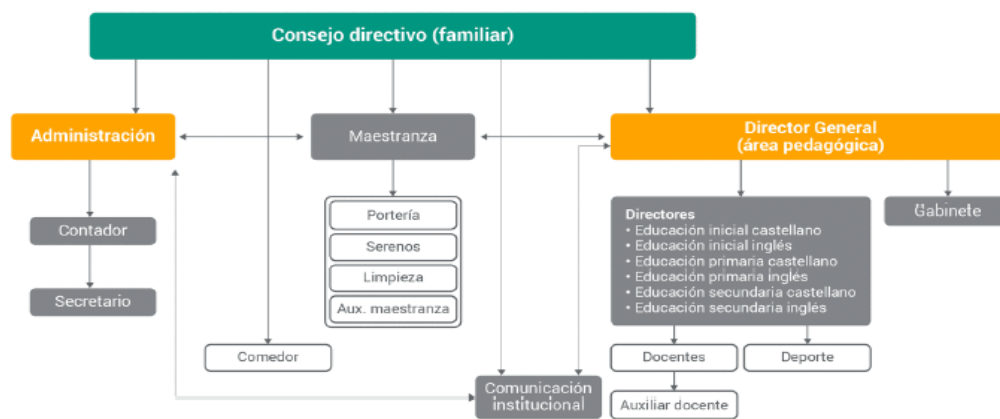 Consejo directivo (familiar)
Administración
Maestranza
Director General
(área pedagógica)
Contador
Secretario
Portería
Serenos
Limpieza
Aux. maestranza
Directores
• Educación inicial castellano
• Educación inicial inglés
• Educación primaria castellano
• Educación primaria inglés
• Educación secundaria castellano
• Educación secundaria inglés
Gabinete
Comedor
Docentes
Deporte
Comunicación
institucional
Auxiliar docente